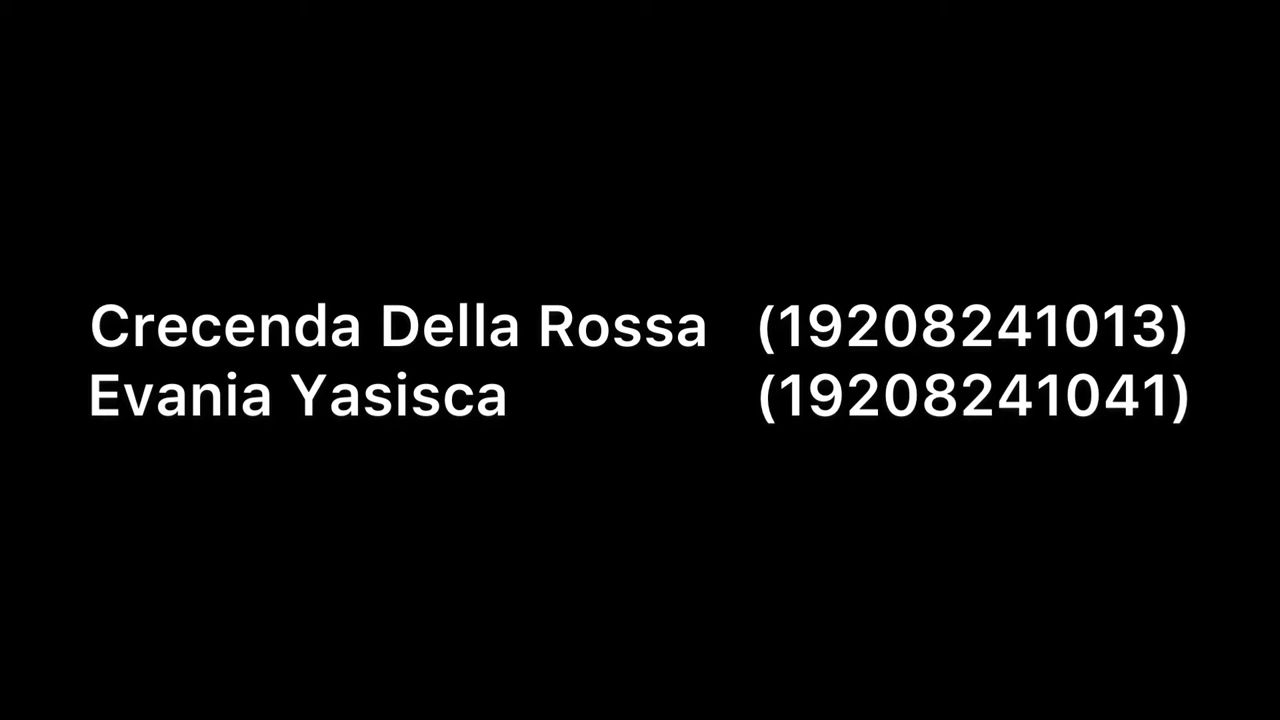 Crecenda Della Rossa (19208241013)
Evania Yasisca (19208241041)